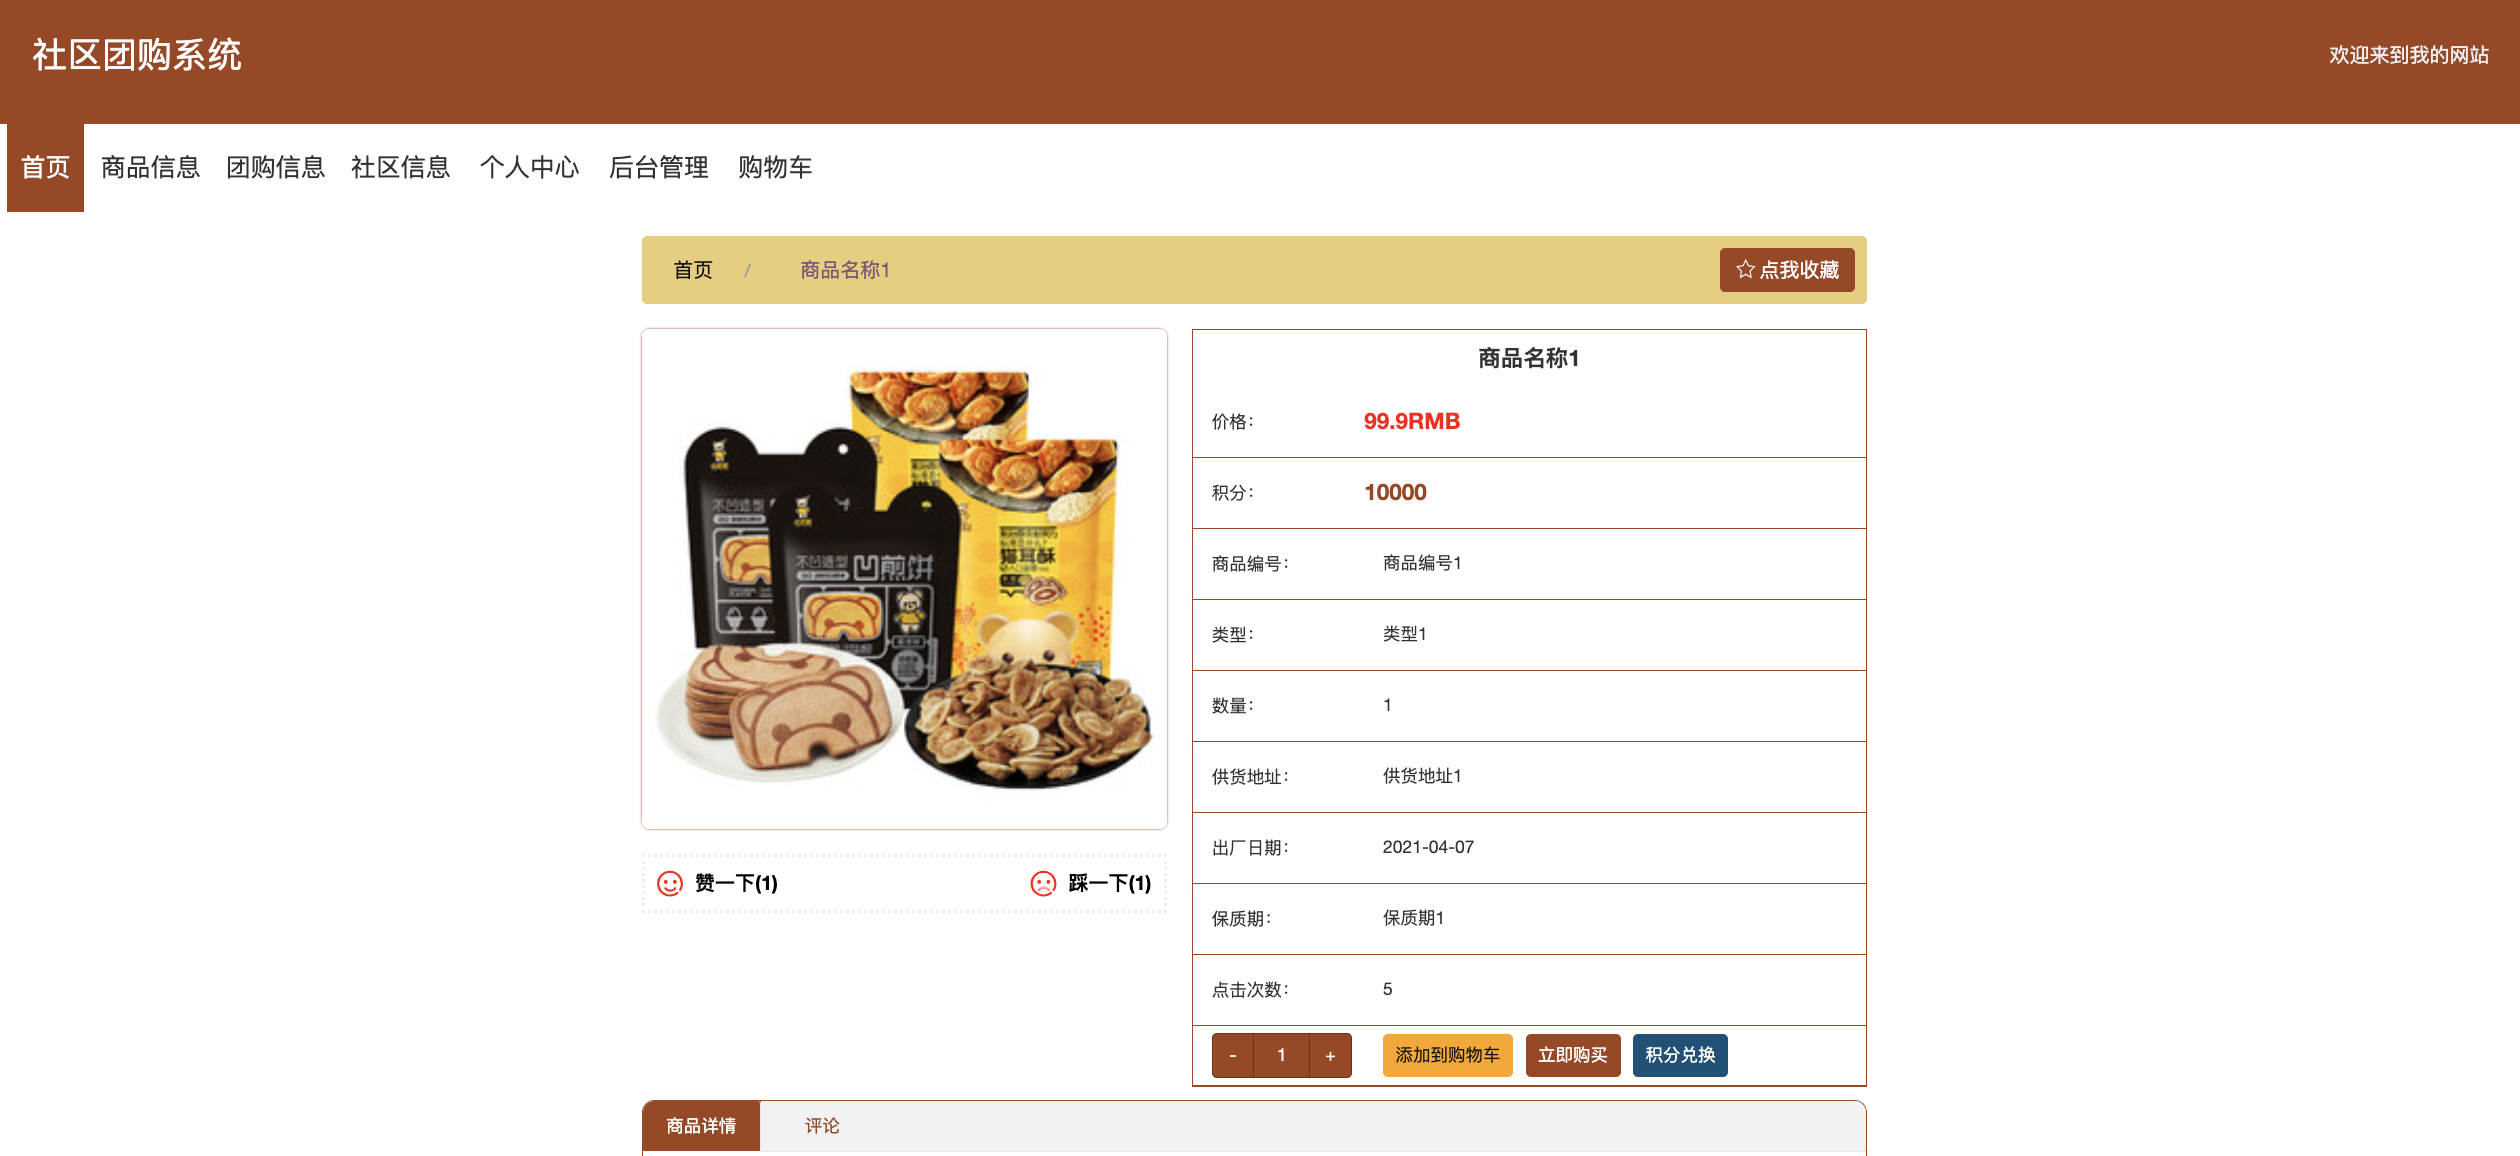 社区团购系统
欢迎来到我的网站
首页 商品信息 团购信息 社区信息 个人中心 后台管理 购物车
首页 / 商品名称1
点我收藏
不凹造型
不凹造型
凹煎饼
猫耳酥
赞一下(1)
踩一下(1)
商品名称1
价格: 99.9RMB
积分: 10000
商品编号: 商品编号1
类型: 类型1
数量: 1
供货地址: 供货地址1
出厂日期: 2021-04-07
保质期: 保质期1
点击次数: 5
- 1 + 添加到购物车 立即购买 积分兑换
商品详情 评论